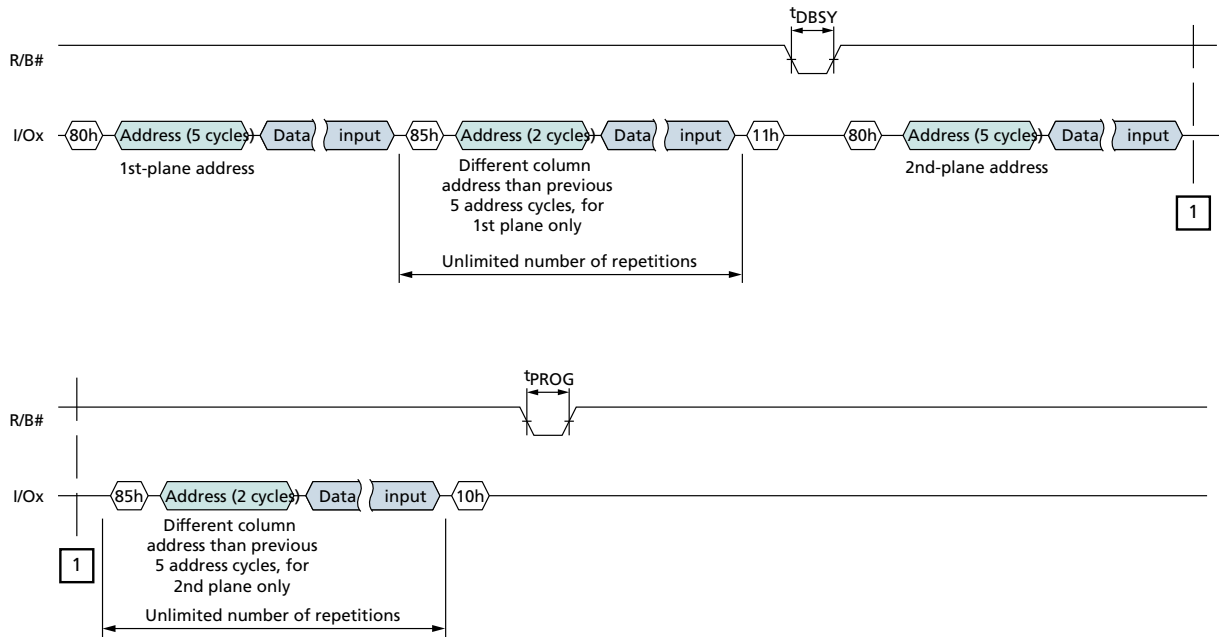 tDBSY
R/B#
I/Ox 80h Address (5 cycles) Data input 85h Address (2 cycles) Data input 11h 80h Address (5 cycles) Data input
1st-plane address
Different column
address than previous
5 address cycles, for
1st plane only
2nd-plane address
Unlimited number of repetitions
1
tPROG
R/B#
I/Ox 85h Address (2 cycles) Data input 10h
Different column
address than previous
5 address cycles, for
2nd plane only
1
Unlimited number of repetitions